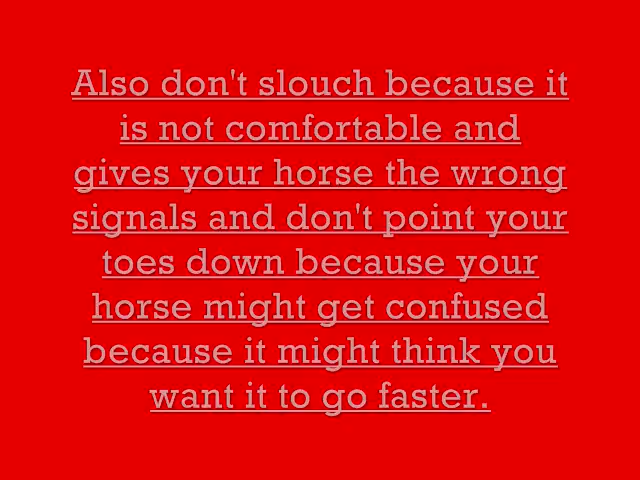 Also don't slouch because it
is not comfortable and
gives your horse the wrong
signals and don't point your
toes down because your
horse might get confused
because it might think you
want it to go faster.